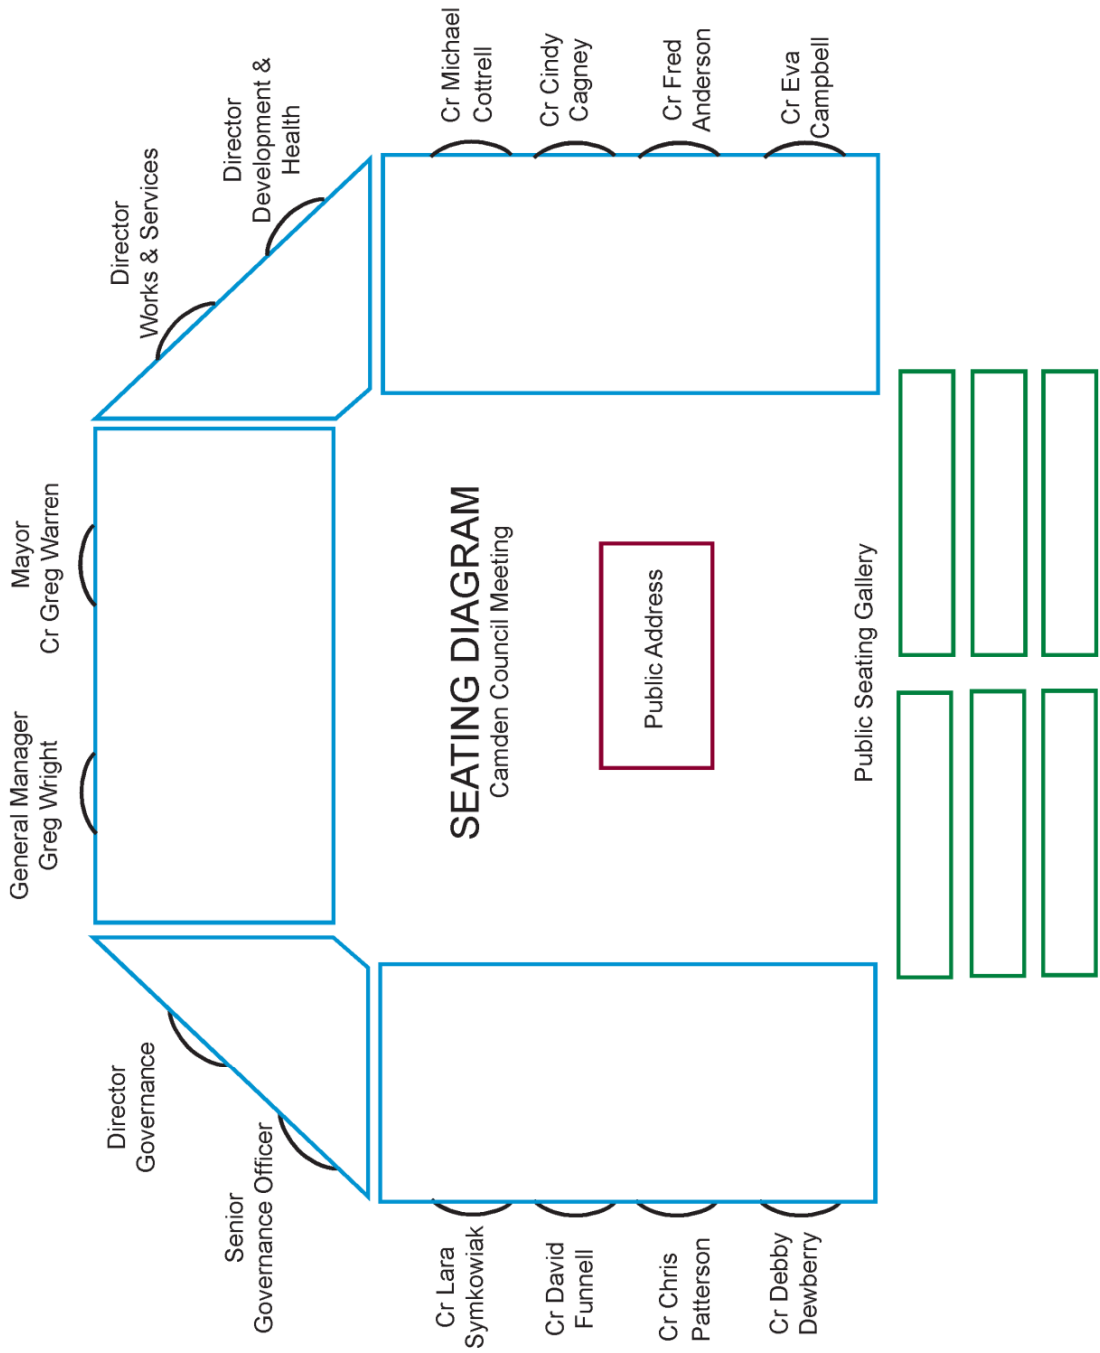 General Manager
Greg Wright
Mayor
Cr Greg Warren
Director
Governance
Director
Works & Services
Senior
Governance Officer
Director
Development &
Health
Cr Lara
Symkowiak
Cr David
Funnell
Cr Chris
Patterson
Cr Debby
Dewberry
SEATING DIAGRAM
Camden Council Meeting
Public Address
Cr Michael
Cottrell
Cr Cindy
Cagney
Cr Fred
Anderson
Cr Eva
Campbell
Public Seating Gallery